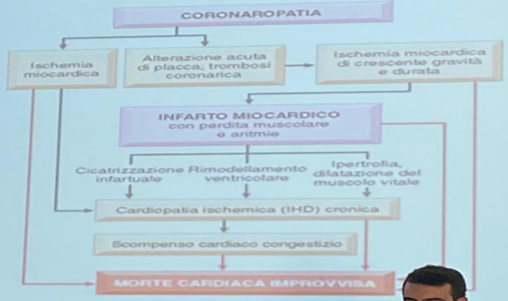 CORONAROPATIA
Ischemia
miocardica
Alterazione acuta
di placca; trombosi
coronarica
Ischemia miocardica
di crescente gravità
e durata
INFARTO MIOCARDICO
con perdita muscolare
e aritmie
Cicatrizzazione
infartuale
Rimodellamento
ventricolare
Ipertrofia,
dilatazione del
muscolo vitale
Cardiopatia ischemica (IHD) cronica
Scompenso cardiaco congestizio
MORTE CARDIACA IMPROVVISA